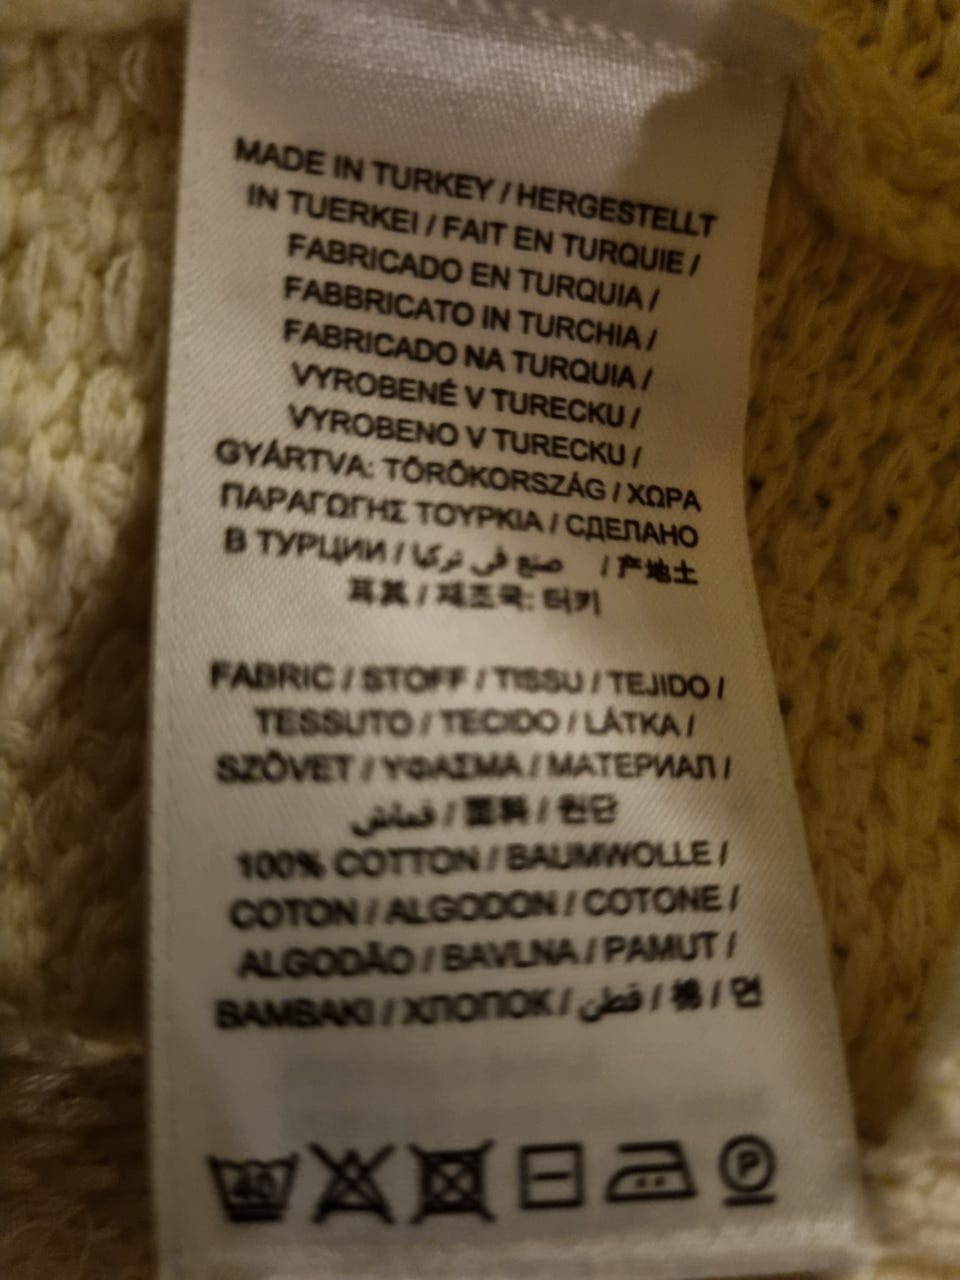 MADE IN TURKEY / HERGESTELLT
IN TUERKEI / FAIT EN TURQUIE /
FABRICADO EN TURQUIA /
FABBRICATO IN TURCHIA /
FABRICADO NA TURQUIA /
VYROBENÉ V TURECKU /
VYROBENO V TURECKU /
GYÁRTVA: TÖRÖKORSZÁG / ΧΩΡΑ
ΠΑΡΑΓΩΓΗΣ ΤΟΥΡΚΙΑ / СДЕЛАНО
В ТУРЦИИ / صنع في تركيا / 产地土
耳其 / 제조국: 터키
FABRIC / STOFF / TISSU / TEJIDO /
TESSUTO / TECIDO / LÁTKA /
SZÖVET / ΥΦΑΣΜΑ / МАТЕРИАЛ /
قماش / 面料 / 원단
100% COTTON / BAUMWOLLE /
COTON / ALGODON / COTONE /
ALGODÃO / BAVLNA / PAMUT /
BAMBAKI / ХЛОПОК / قطن / 棉 / 면
40 P